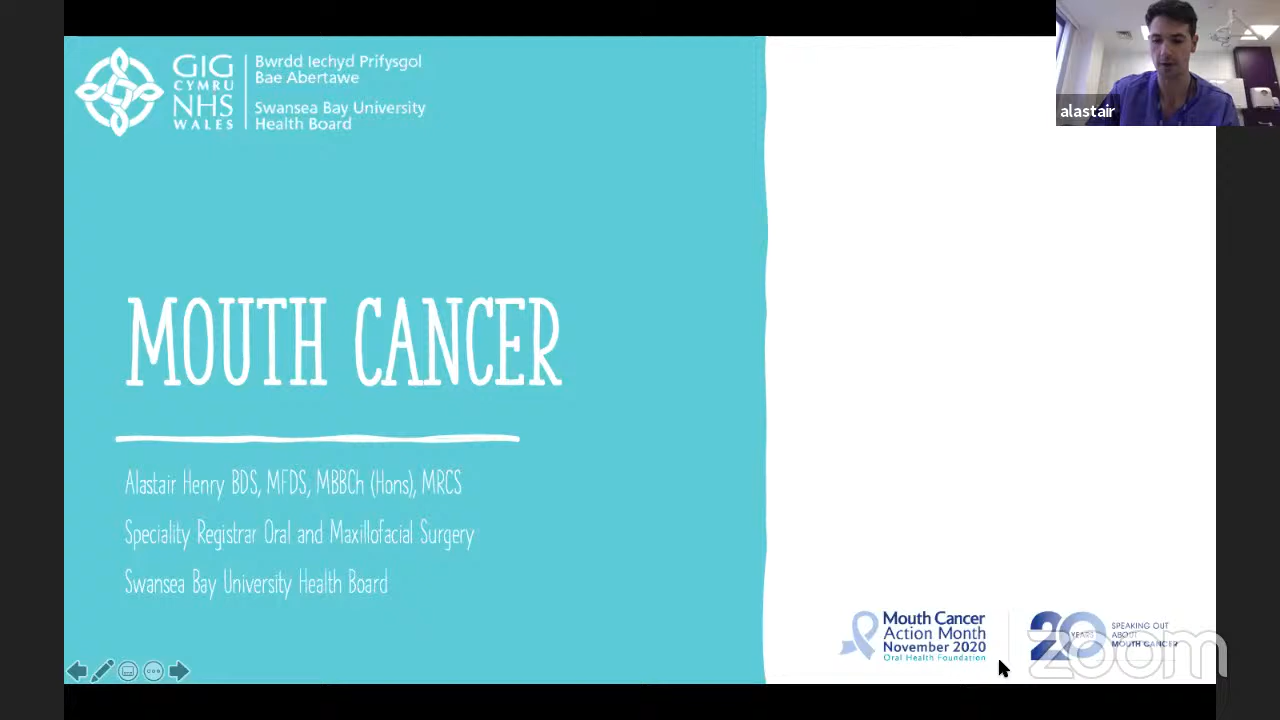 GIG
CYMRU
NHS
WALES
Bwrdd Iechyd Prifysgol
Bae Abertawe
Swansea Bay University
Health Board
alastair
MOUTH CANCER
Alastair Henry BDS, MFDS, MBBCh (Hons), MRCS
Speciality Registrar Oral and Maxillofacial Surgery
Swansea Bay University Health Board
Mouth Cancer
Action Month
November 2020
Oral Health Foundation
20
YEARS
SPEAKING OUT
ABOUT
MOUTH CANCER
zoom